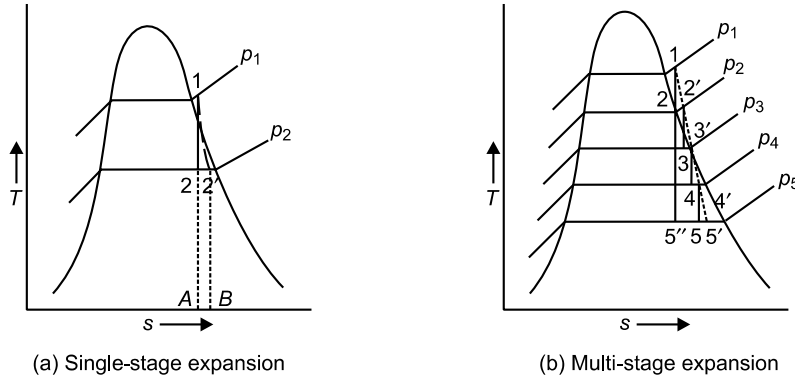 p1
1
p2
T
2 2′
A B
s
(a) Single-stage expansion
p1
1
p2
2′
2
p3
3′
p4
3
T
4 4′
p5
5″ 5 5′
s
(b) Multi-stage expansion